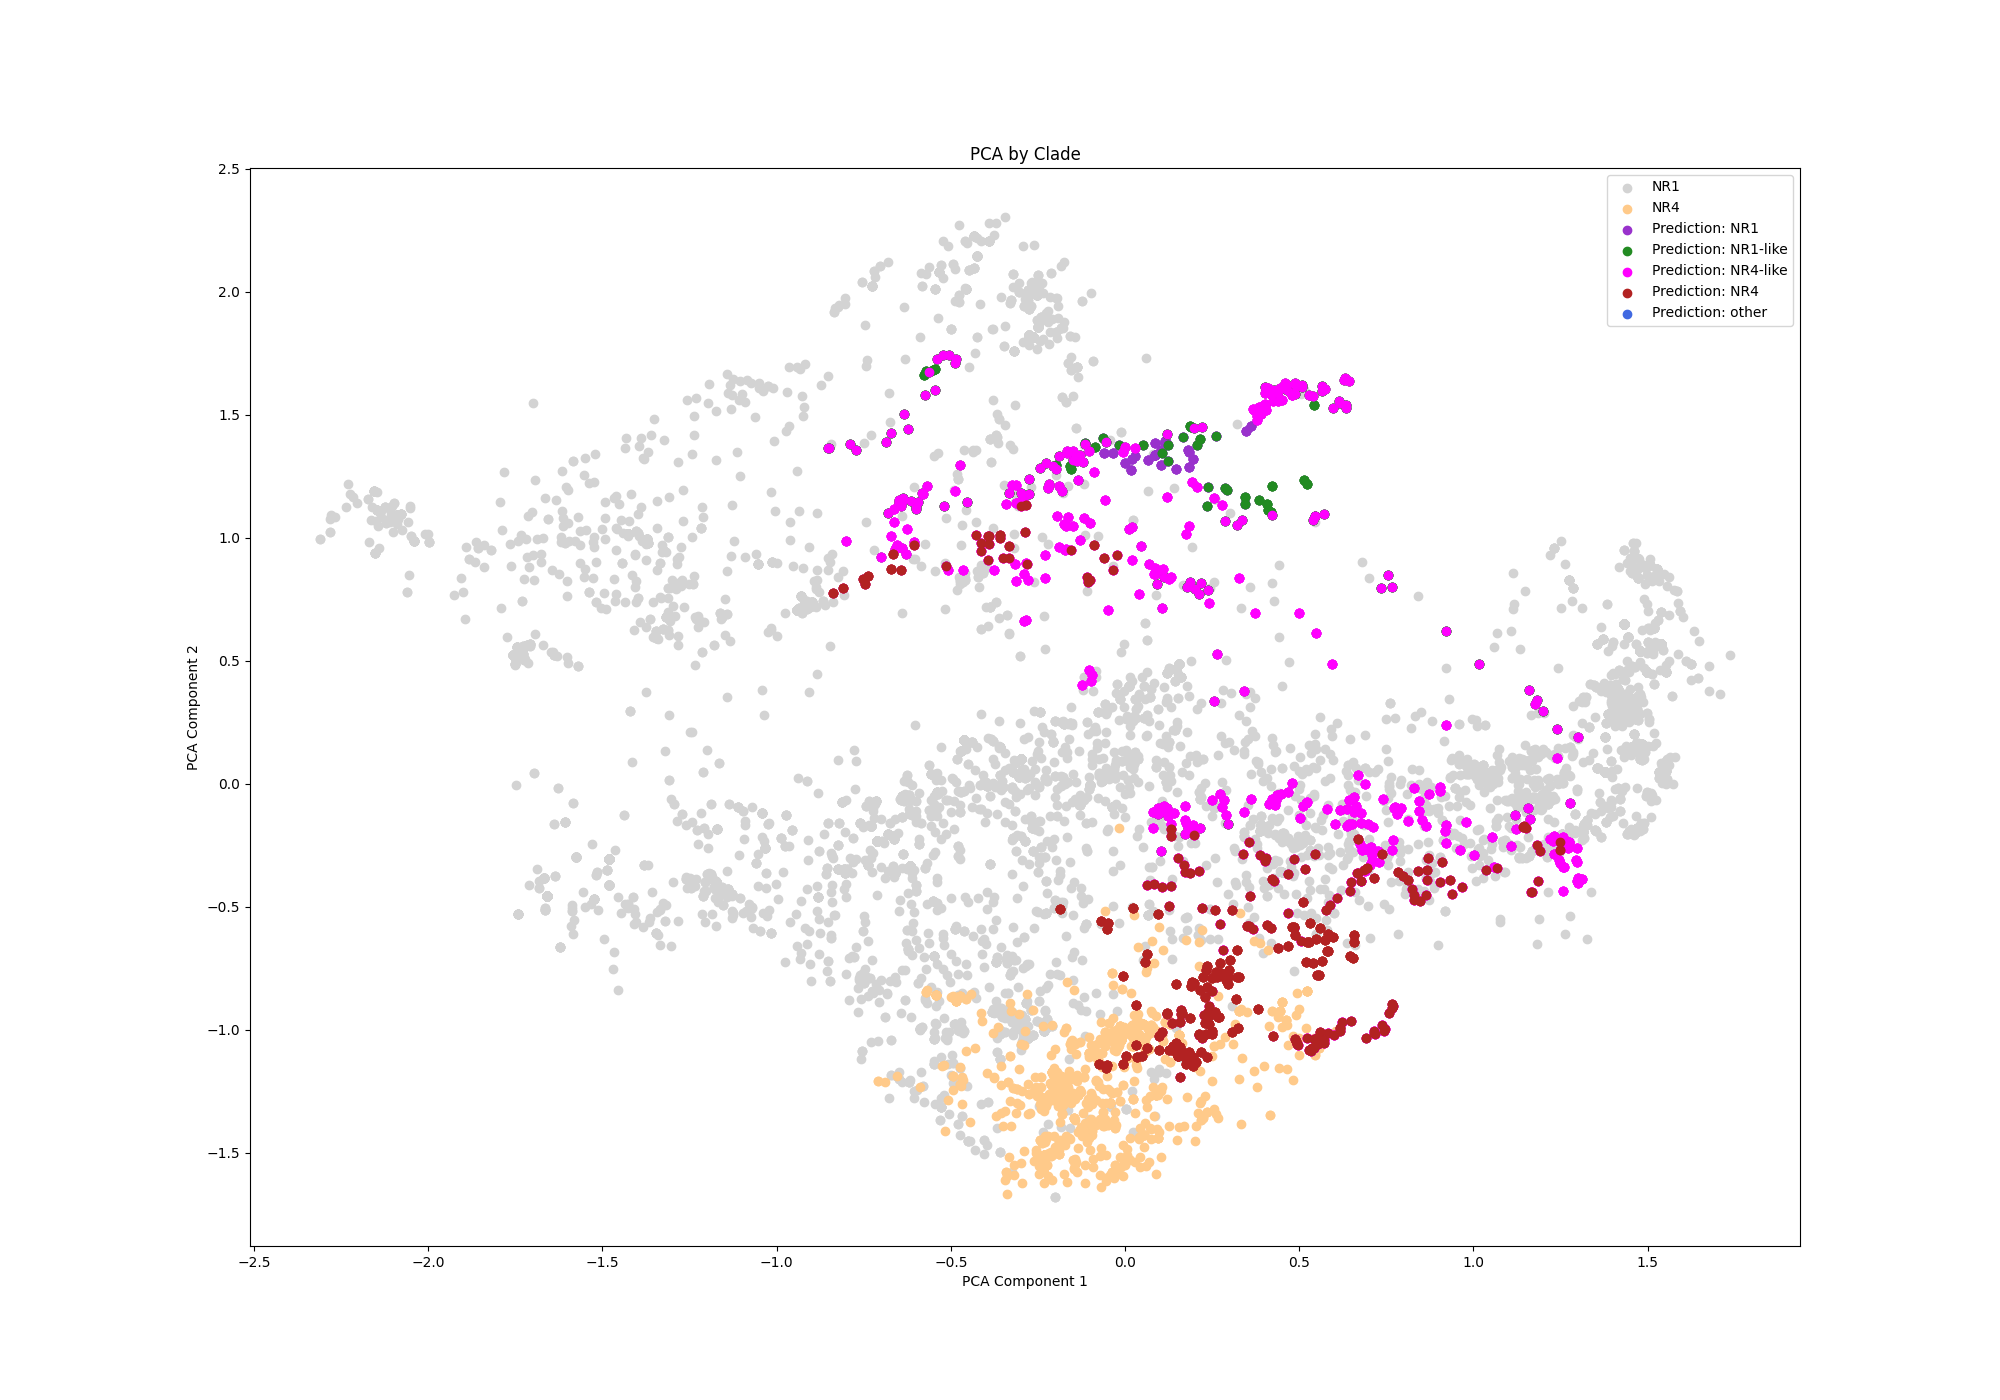 PCA by Clade
2.5
2.0
1.5
1.0
0.5
0.0
−0.5
−1.0
−1.5
PCA Component 2
NR1
NR4
Prediction: NR1
Prediction: NR1-like
Prediction: NR4-like
Prediction: NR4
Prediction: other
−2.5 −2.0 −1.5 −1.0 −0.5 0.0 0.5 1.0 1.5
PCA Component 1